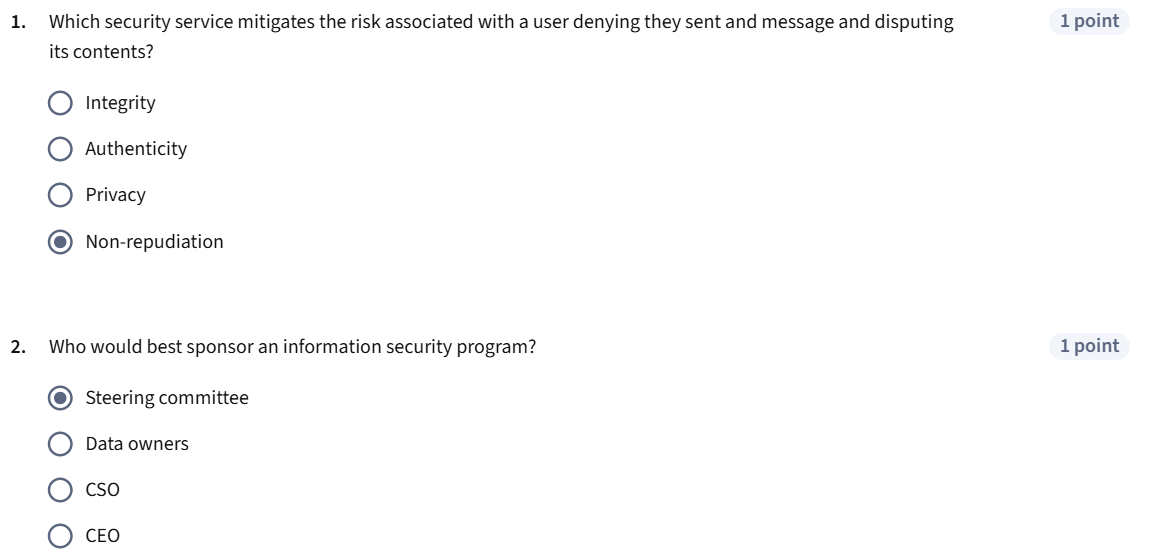 1. Which security service mitigates the risk associated with a user denying they sent and message and disputing 1 point
its contents?
Integrity
Authenticity
Privacy
Non-repudiation
2. Who would best sponsor an information security program? 1 point
Steering committee
Data owners
CSO
CEO